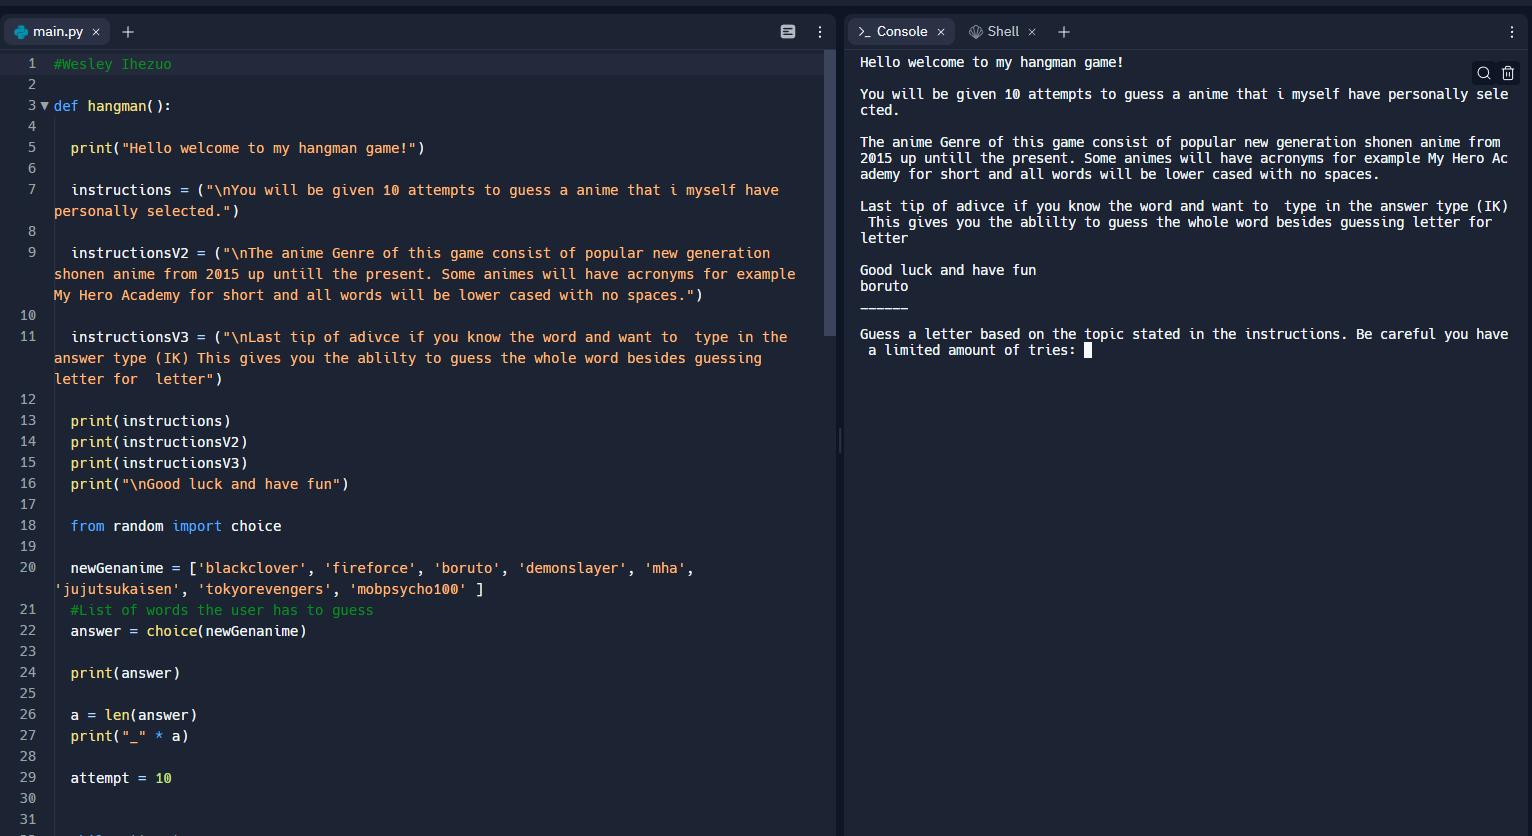 main.py × +
1 #Wesley Ihezuo
2
3 def hangman():
4
5 print("Hello welcome to my hangman game!")
6
7 instructions = ("\nYou will be given 10 attempts to guess a anime that i myself have
personally selected.")
8
9 instructionsV2 = ("\nThe anime Genre of this game consist of popular new generation
shonen anime from 2015 up untill the present. Some animes will have acronyms for example
My Hero Academy for short and all words will be lower cased with no spaces.")
10
11 instructionsV3 = ("\nLast tip of adivce if you know the word and want to  type in the
answer type (IK) This gives you the ablilty to guess the whole word besides guessing
letter for  letter")
12
13 print(instructions)
14 print(instructionsV2)
15 print(instructionsV3)
16 print("\nGood luck and have fun")
17
18 from random import choice
19
20 newGenanime = ['blackclover', 'fireforce', 'boruto', 'demonslayer', 'mha',
'jujutsukaisen', 'tokyorevengers', 'mobpsycho100' ]
21 #List of words the user has to guess
22 answer = choice(newGenanime)
23
24 print(answer)
25
26 a = len(answer)
27 print("_" * a)
28
29 attempt = 10
30
31
>_ Console × Shell × +
Hello welcome to my hangman game!
You will be given 10 attempts to guess a anime that i myself have personally sele
cted.
The anime Genre of this game consist of popular new generation shonen anime from
2015 up untill the present. Some animes will have acronyms for example My Hero Ac
ademy for short and all words will be lower cased with no spaces.
Last tip of adivce if you know the word and want to  type in the answer type (IK)
This gives you the ablilty to guess the whole word besides guessing letter for
letter
Good luck and have fun
boruto
______
Guess a letter based on the topic stated in the instructions. Be careful you have
a limited amount of tries: